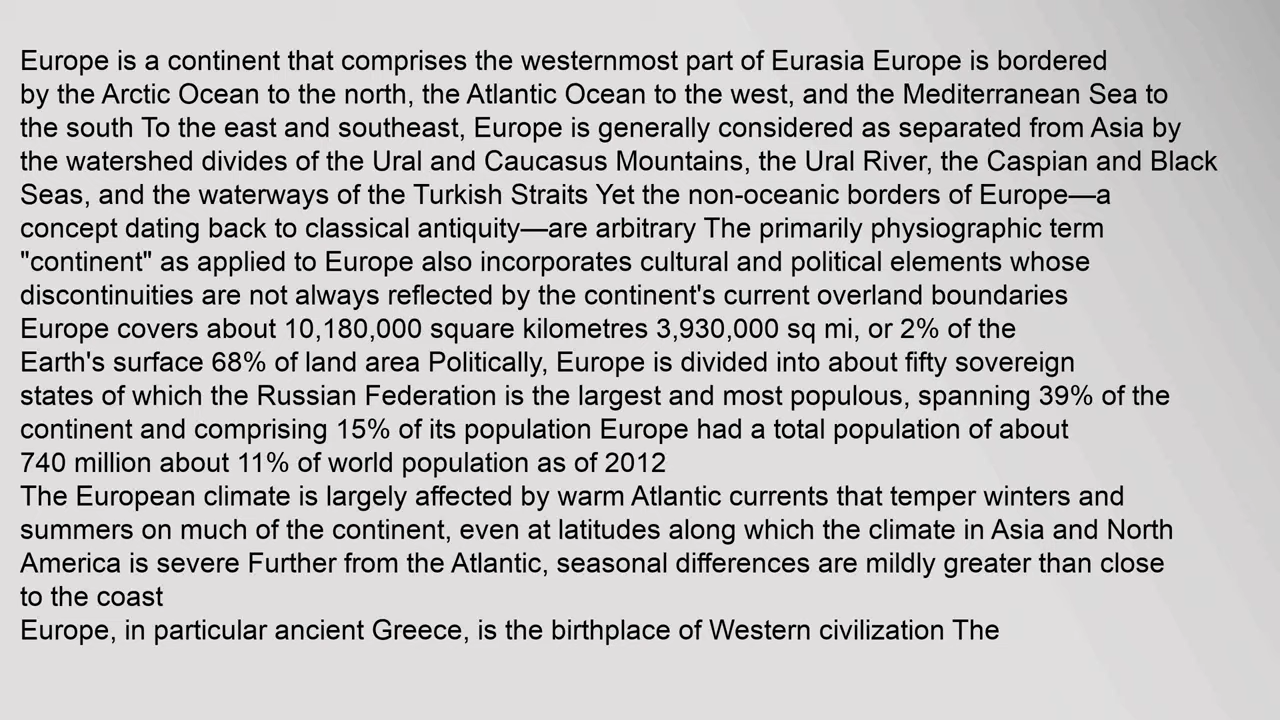 Europe is a continent that comprises the westernmost part of Eurasia Europe is bordered
by the Arctic Ocean to the north, the Atlantic Ocean to the west, and the Mediterranean Sea to
the south To the east and southeast, Europe is generally considered as separated from Asia by
the watershed divides of the Ural and Caucasus Mountains, the Ural River, the Caspian and Black
Seas, and the waterways of the Turkish Straits Yet the non-oceanic borders of Europe—a
concept dating back to classical antiquity—are arbitrary The primarily physiographic term
"continent" as applied to Europe also incorporates cultural and political elements whose
discontinuities are not always reflected by the continent's current overland boundaries
Europe covers about 10,180,000 square kilometres 3,930,000 sq mi, or 2% of the
Earth's surface 68% of land area Politically, Europe is divided into about fifty sovereign
states of which the Russian Federation is the largest and most populous, spanning 39% of the
continent and comprising 15% of its population Europe had a total population of about
740 million about 11% of world population as of 2012
The European climate is largely affected by warm Atlantic currents that temper winters and
summers on much of the continent, even at latitudes along which the climate in Asia and North
America is severe Further from the Atlantic, seasonal differences are mildly greater than close
to the coast
Europe, in particular ancient Greece, is the birthplace of Western civilization The